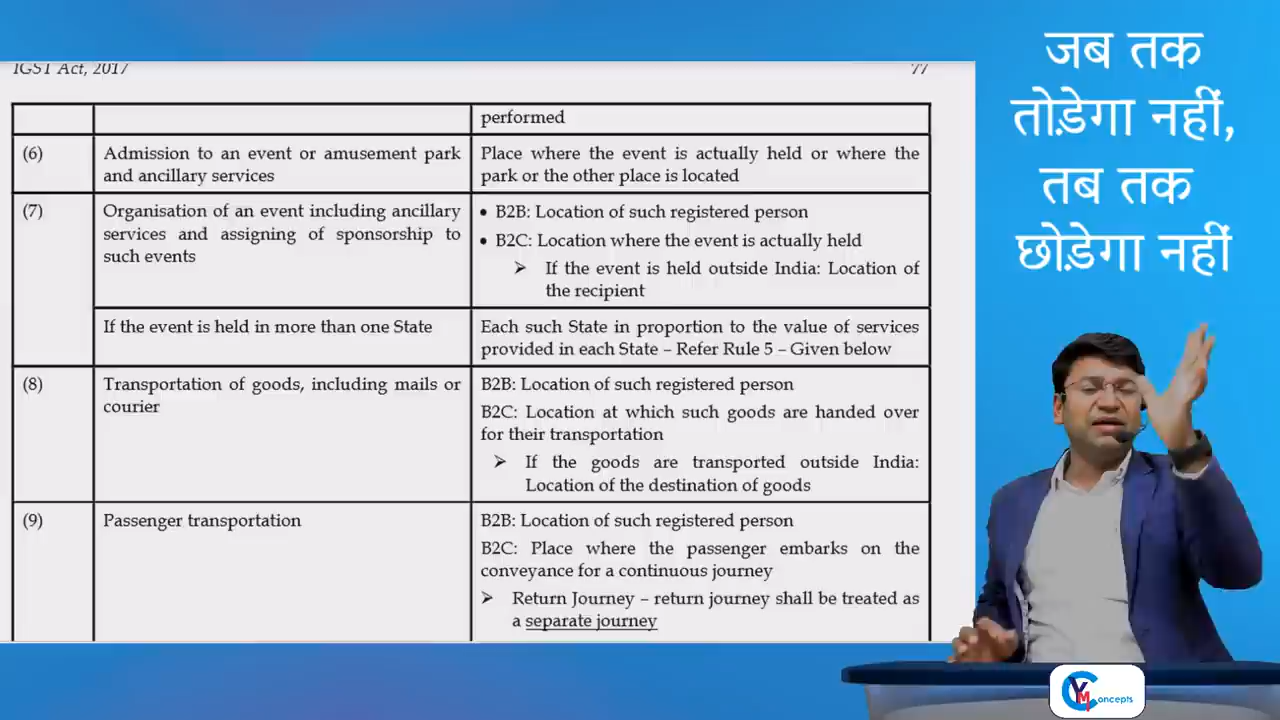 IGST Act, 2017 77
performed
(6) Admission to an event or amusement park Place where the event is actually held or where the
and ancillary services park or the other place is located
(7) Organisation of an event including ancillary • B2B: Location of such registered person
services and assigning of sponsorship to • B2C: Location where the event is actually held
such events ➢ If the event is held outside India: Location of
the recipient
If the event is held in more than one State Each such State in proportion to the value of services
provided in each State – Refer Rule 5 – Given below
(8) Transportation of goods, including mails or B2B: Location of such registered person
courier B2C: Location at which such goods are handed over
for their transportation
➢ If the goods are transported outside India:
Location of the destination of goods
(9) Passenger transportation B2B: Location of such registered person
B2C: Place where the passenger embarks on the
conveyance for a continuous journey
➢ Return Journey – return journey shall be treated as
a separate journey
जब तक
तोड़ेगा नहीं,
तब तक
छोड़ेगा नहीं
YM Concepts